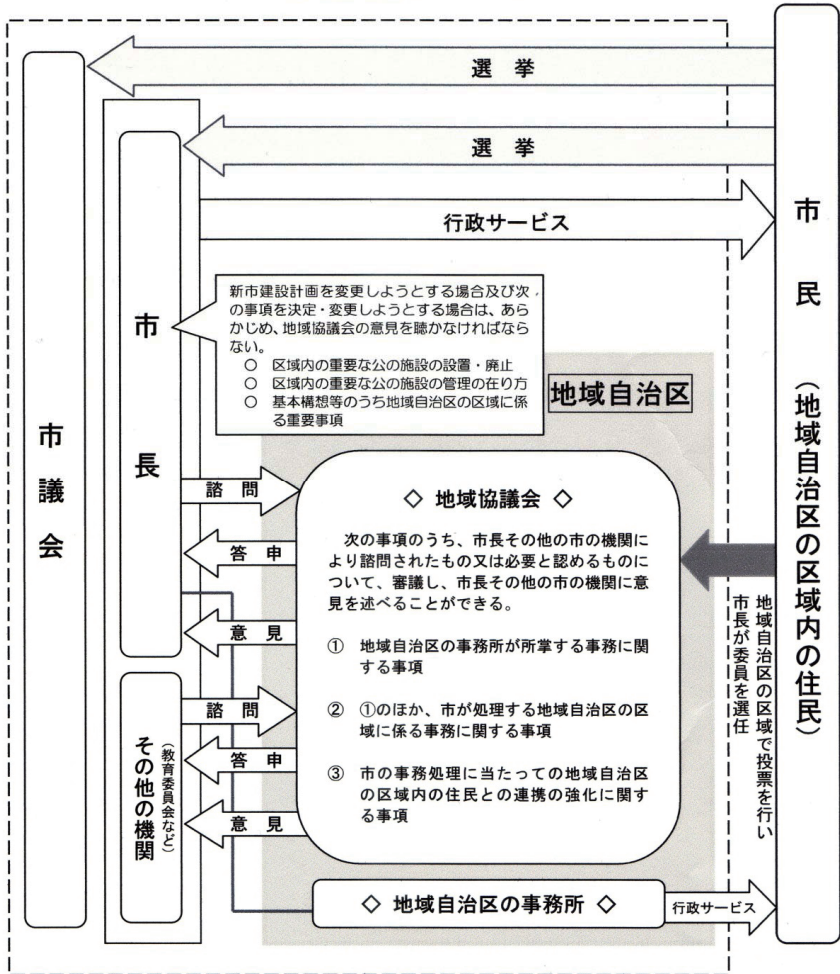 選　挙
選　挙
行政サービス
市議会
市長
新市建設計画を変更しようとする場合及び次
の事項を決定・変更しようとする場合は、あら
かじめ、地域協議会の意見を聴かなければなら
ない。
○　区域内の重要な公の施設の設置・廃止
○　区域内の重要な公の施設の管理の在り方
○　基本構想等のうち地域自治区の区域に係
る重要事項
地域自治区
諮　問
答　申
意　見
諮　問
答　申
意　見
その他の機関
（教育委員会など）
◇　地域協議会　◇
次の事項のうち、市長その他の市の機関に
より諮問されたもの又は必要と認めるものに
ついて、審議し、市長その他の市の機関に意
見を述べることができる。
①　地域自治区の事務所が所掌する事務に関
する事項
②　①のほか、市が処理する地域自治区の区
域に係る事務に関する事項
③　市の事務処理に当たっての地域自治区
の区域内の住民との連携の強化に関す
る事項
◇　地域自治区の事務所　◇
行政サービス
地域自治区の区域で投票を行い
市長が委員を選任
市　民　（地域自治区の区域内の住民）